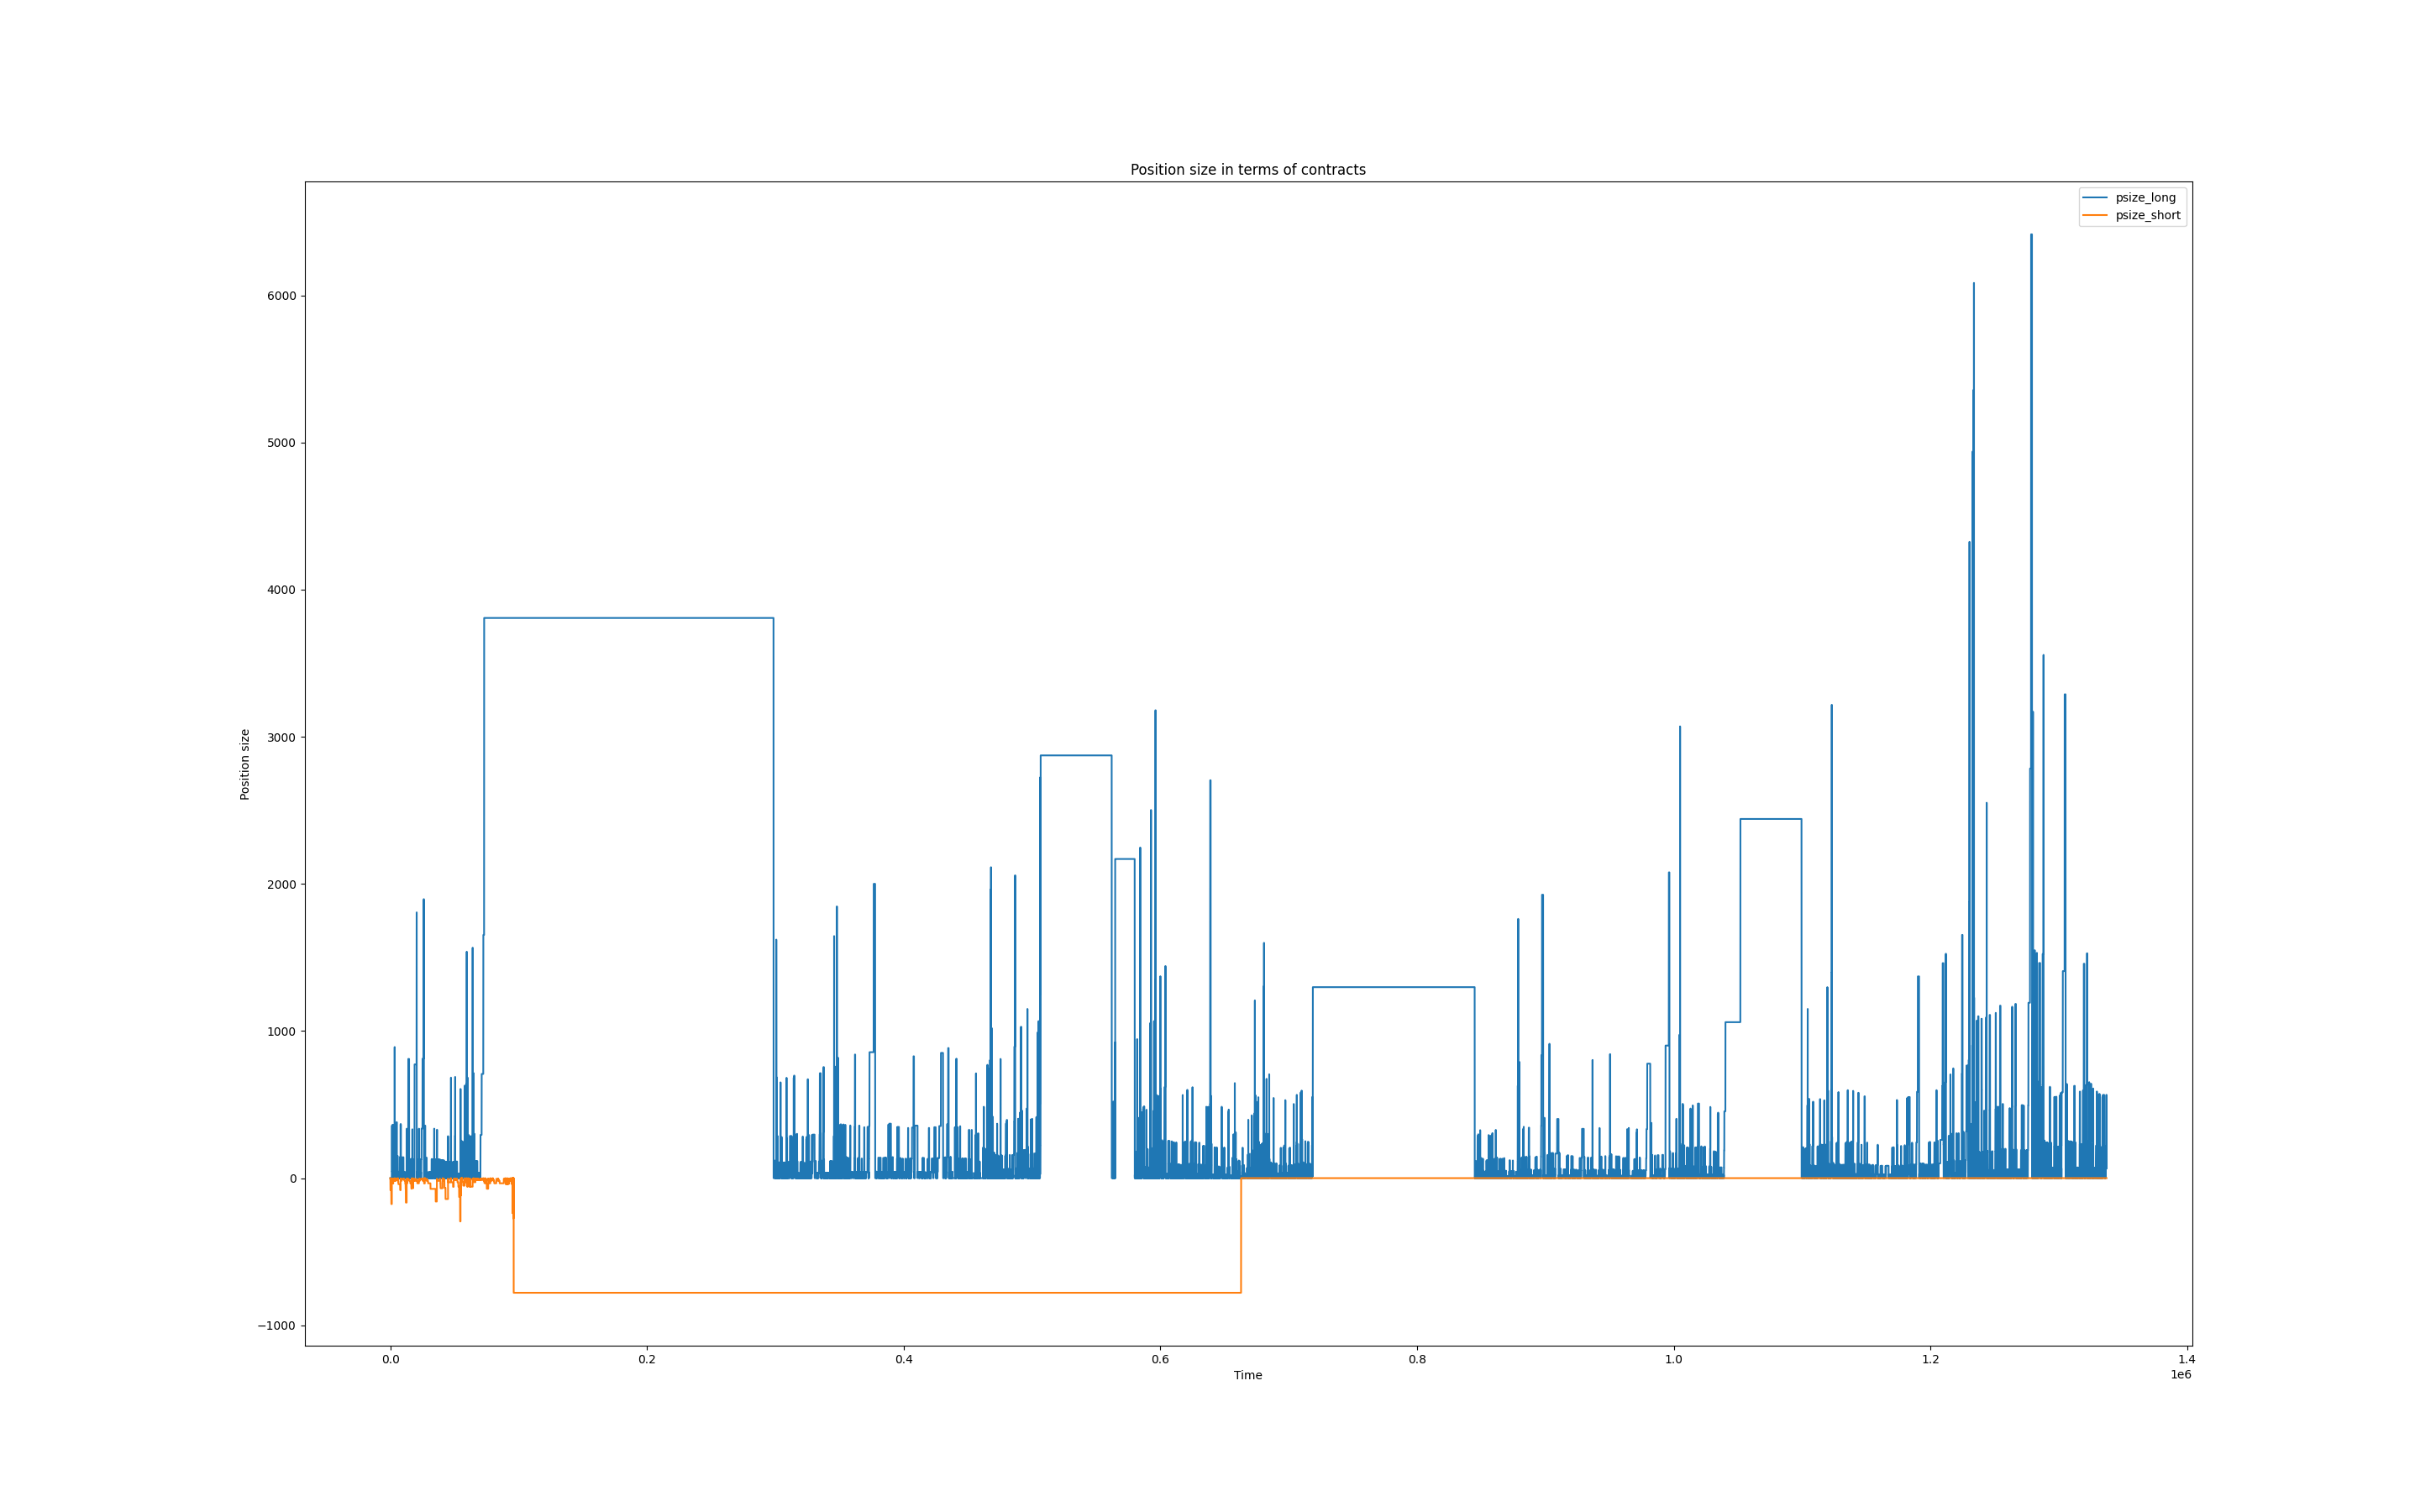 Position size in terms of contracts
psize_long
psize_short
6000
5000
4000
3000
2000
1000
0
−1000
Position size
0.0 0.2 0.4 0.6 0.8 1.0 1.2 1.4
Time
1e6